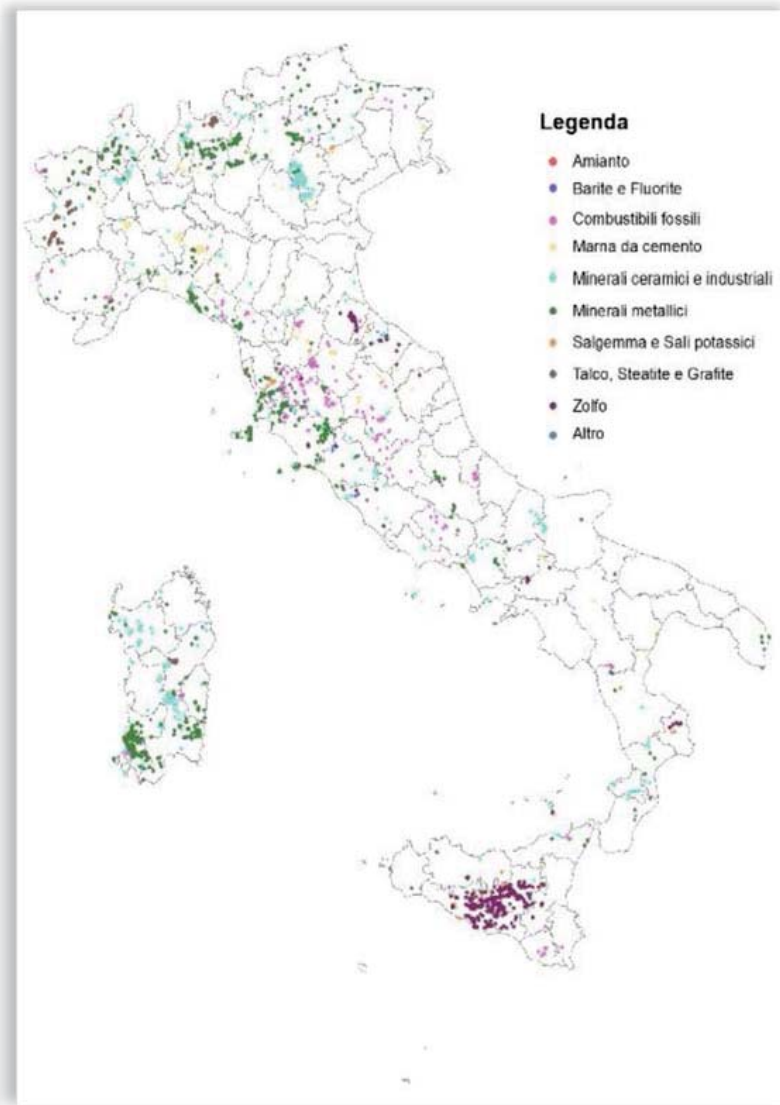 Legenda
Amianto
Barite e Fluorite
Combustibili fossili
Marna da cemento
Minerali ceramici e industriali
Minerali metallici
Salgemma e Sali potassici
Talco, Steatite e Grafite
Zolfo
Altro